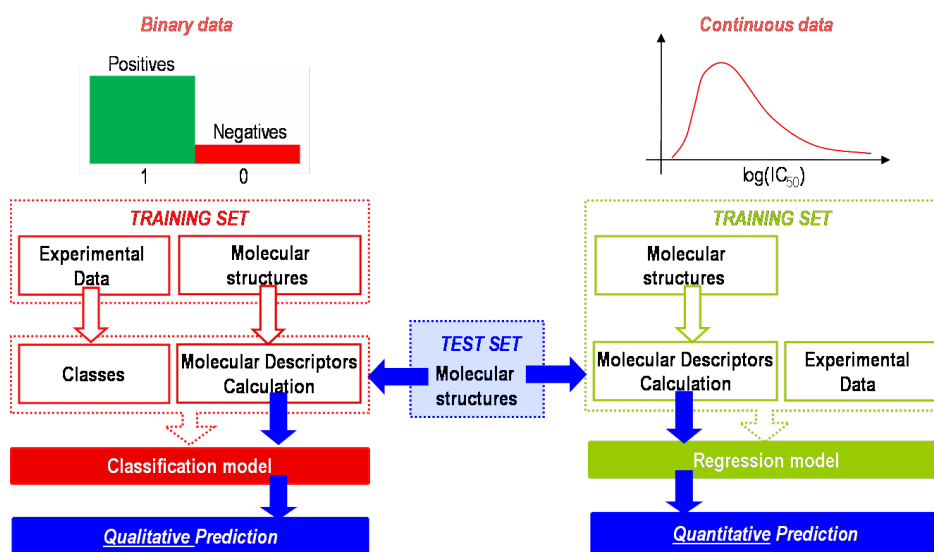 Binary data
Positives
Negatives
1
0
TRAINING SET
Experimental
Data
Molecular
structures
Classes
Molecular Descriptors
Calculation
Classification model
Qualitative Prediction
TEST SET
Molecular
structures
Continuous data
log(IC50)
TRAINING SET
Molecular
structures
Molecular Descriptors
Calculation
Experimental
Data
Regression model
Quantitative Prediction